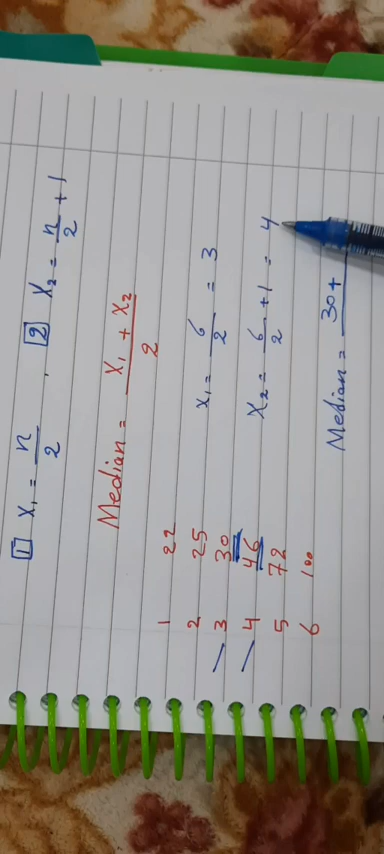 1 X₁ = n/2 , 2 X₂ = n/2 + 1
Median = X₁ + X₂ / 2
1 22
2 25
3 30
4 46
5 72
6 100
X₁ = 6/2 = 3
X₂ = 6/2 + 1 = 4
Median = 30+